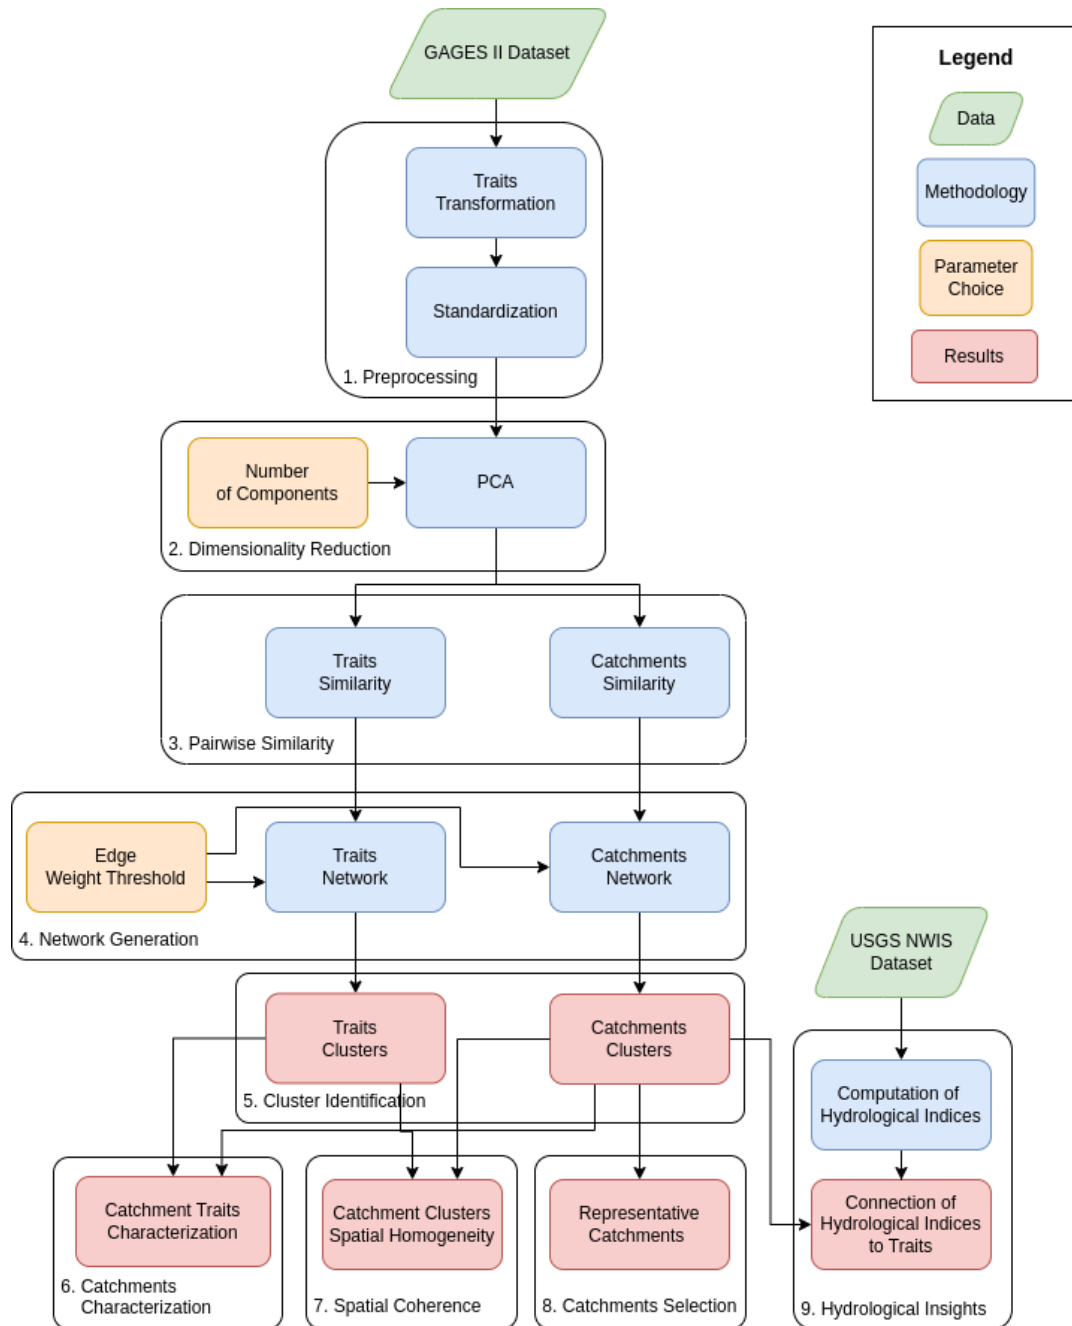 GAGES II Dataset
Legend
Data
Methodology
Parameter
Choice
Results
Traits
Transformation
Standardization
1. Preprocessing
Number
of Components
PCA
2. Dimensionality Reduction
Traits
Similarity
Catchments
Similarity
3. Pairwise Similarity
Edge
Weight Threshold
Traits
Network
Catchments
Network
4. Network Generation
USGS NWIS
Dataset
Traits
Clusters
Catchments
Clusters
5. Cluster Identification
Computation of
Hydrological Indices
Catchment Traits
Characterization
6. Catchments
Characterization
Catchment Clusters
Spatial Homogeneity
7. Spatial Coherence
Representative
Catchments
8. Catchments Selection
Connection of
Hydrological Indices
to Traits
9. Hydrological Insights